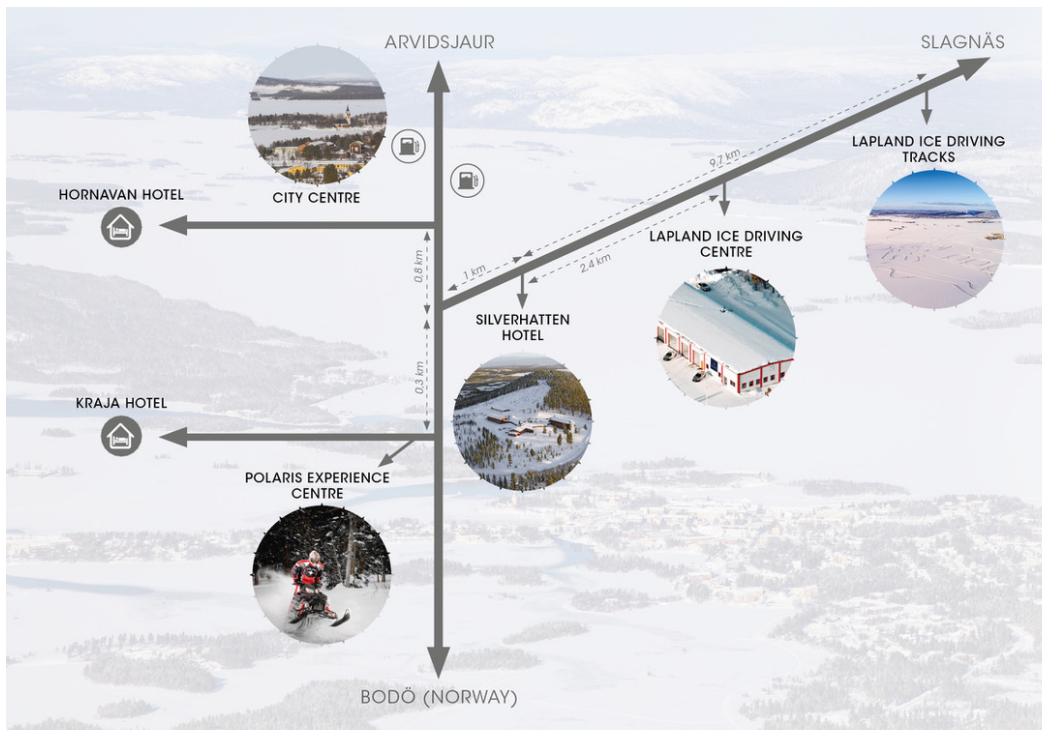 ARVIDSJAUR
SLAGNÄS
LAPLAND ICE DRIVING
TRACKS
9,7 km
HORNAVAN HOTEL
CITY CENTRE
LAPLAND ICE DRIVING
CENTRE
0,8 km
1 km
2.4 km
SILVERHATTEN
HOTEL
0,3 km
KRAJA HOTEL
POLARIS EXPERIENCE
CENTRE
BODÖ (NORWAY)